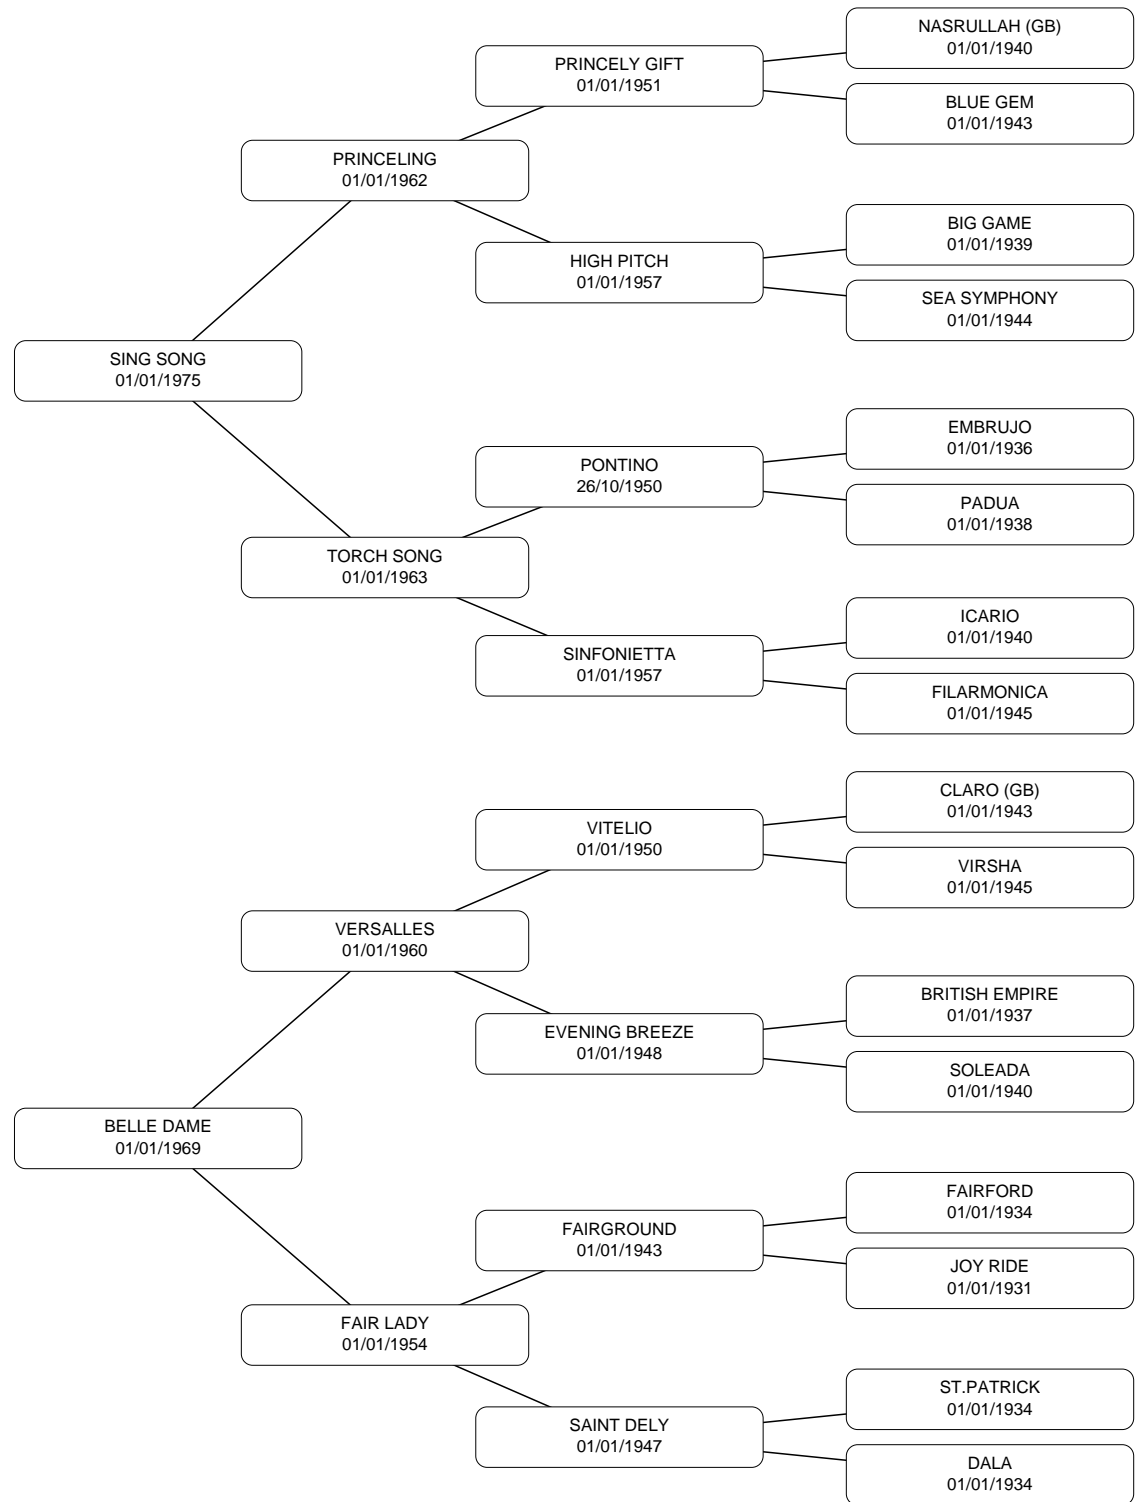 NASRULLAH (GB)
01/01/1940
PRINCELY GIFT
01/01/1951
BLUE GEM
01/01/1943
PRINCELING
01/01/1962
BIG GAME
01/01/1939
HIGH PITCH
01/01/1957
SEA SYMPHONY
01/01/1944
SING SONG
01/01/1975
EMBRUJO
01/01/1936
PONTINO
26/10/1950
PADUA
01/01/1938
TORCH SONG
01/01/1963
ICARIO
01/01/1940
SINFONIETTA
01/01/1957
FILARMONICA
01/01/1945
CLARO (GB)
01/01/1943
VITELIO
01/01/1950
VIRSHA
01/01/1945
VERSALLES
01/01/1960
BRITISH EMPIRE
01/01/1937
EVENING BREEZE
01/01/1948
SOLEADA
01/01/1940
BELLE DAME
01/01/1969
FAIRFORD
01/01/1934
FAIRGROUND
01/01/1943
JOY RIDE
01/01/1931
FAIR LADY
01/01/1954
ST.PATRICK
01/01/1934
SAINT DELY
01/01/1947
DALA
01/01/1934